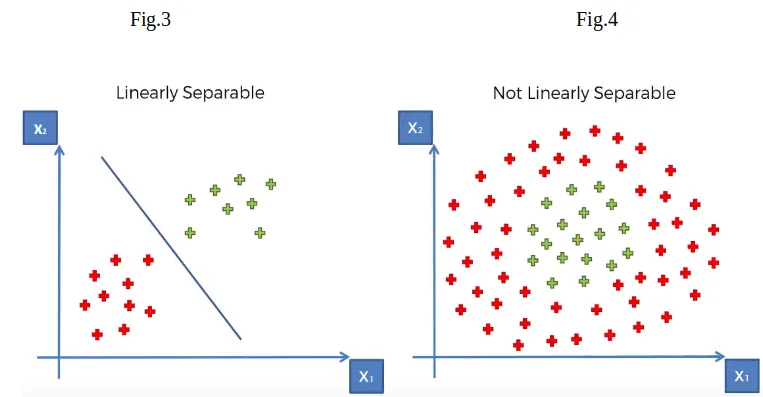 Fig.3
Fig.4
Linearly Separable
Not Linearly Separable
X₂
X₂
X₁
X₁